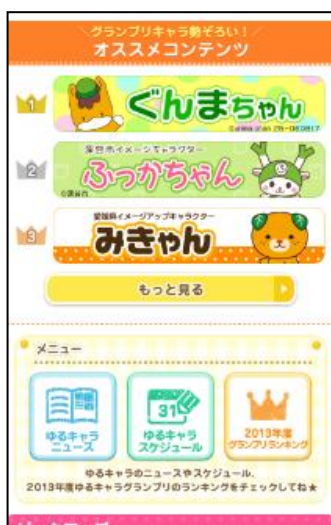 グランプリキャラ勢ぞろい!
オススメコンテンツ
1
ぐんまちゃん
2
深谷市イメージキャラクター
ふっかちゃん
©深谷市
3
愛媛県イメージアップキャラクター
みきゃん
もっと見る
メニュー
ゆるキャラ
ニュース
31
ゆるキャラ
スケジュール
2013年度
グランプリランキング
ゆるキャラのニュースやスケジュール、
2013年度ゆるキャラグランプリのランキングをチェックしてね★